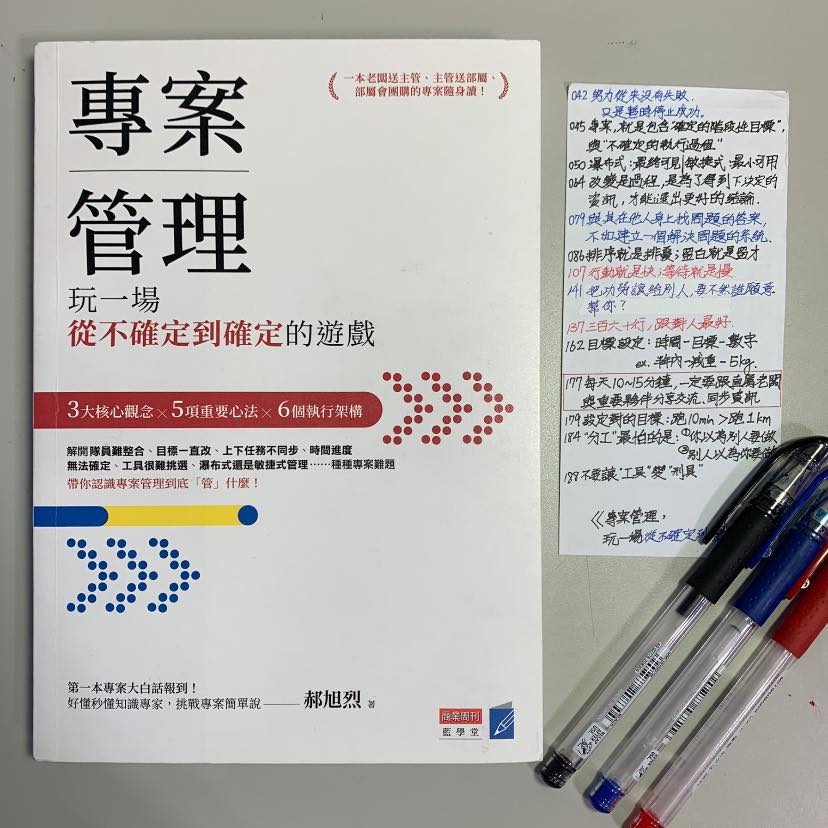 專案
管理
玩一場
從不確定到確定的遊戲
一本老闆送主管、主管送部屬、
部屬會團購的專案隨身讀！
3大核心觀念×5項重要心法×6個執行架構
解開隊員難整合、目標一直改、上下任務不同步、時間進度
無法確定、工具很難挑選、瀑布式還是敏捷式管理……種種專案難題
帶你認識專案管理到底「管」什麼！
第一本專案大白話報到！
好懂秒懂知識專家，挑戰專案簡單說——郝旭烈 著
商業周刊
藍學堂
042 努力從來沒有失敗，
只是暫時停止成功。
045 專案，就是包含"確定的階段性目標"，
與"不確定的執行過程"
050 瀑布式：最終可見|敏捷式：最小可用
064 改變是過程，是為了得到下決定的
資訊，才能選出更好的結論．
079 與其在他人身上找問題的答案，
不如建立一個解決問題的系統、
086 排序就是排憂；留白就是留才
107 行動就是快；等待就是慢
141 把功勞讓給別人，要不然誰願意
幫你？
137 三百六十行，跟對人最好．
162 目標設定：時間－目標－數字
ex. 半年內－減重－5kg．
177 每天10~15分鐘，一定要跟直屬老闆
與重要夥伴分享交流、同步資訊
179 設定對的目標：跑10min > 跑1km
184 "分工"最怕的是：①你以為別人要做
②別人以為你要做
188 不要讓"工具"變"刑具"
《專案管理，
玩一場從不確定到